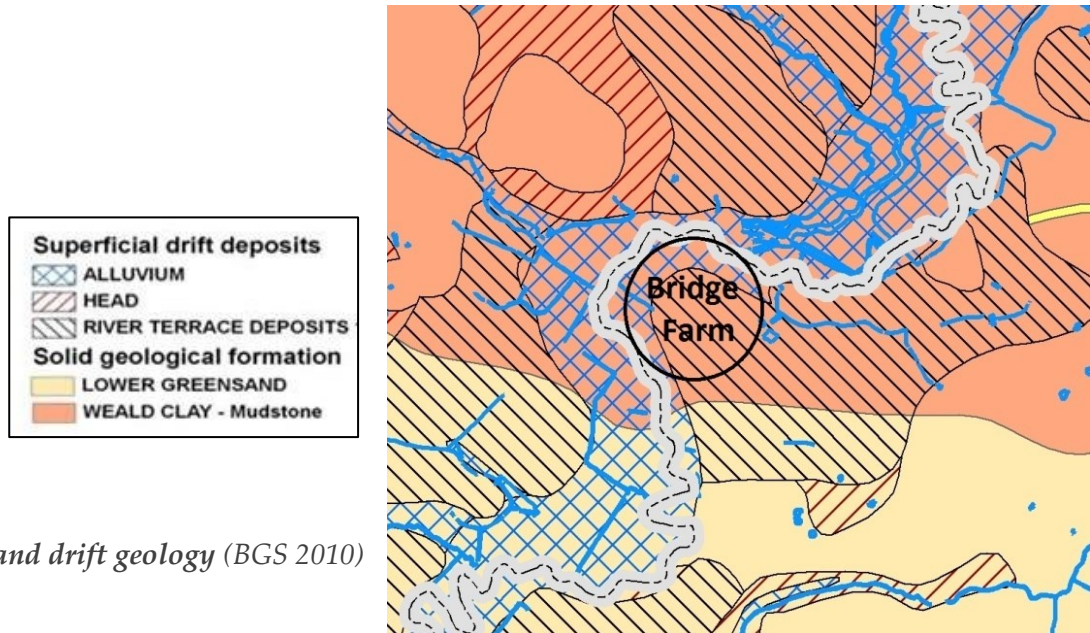 Superficial drift deposits
ALLUVIUM
HEAD
RIVER TERRACE DEPOSITS
Solid geological formation
LOWER GREENSAND
WEALD CLAY - Mudstone
and drift geology (BGS 2010)
Bridge
Farm